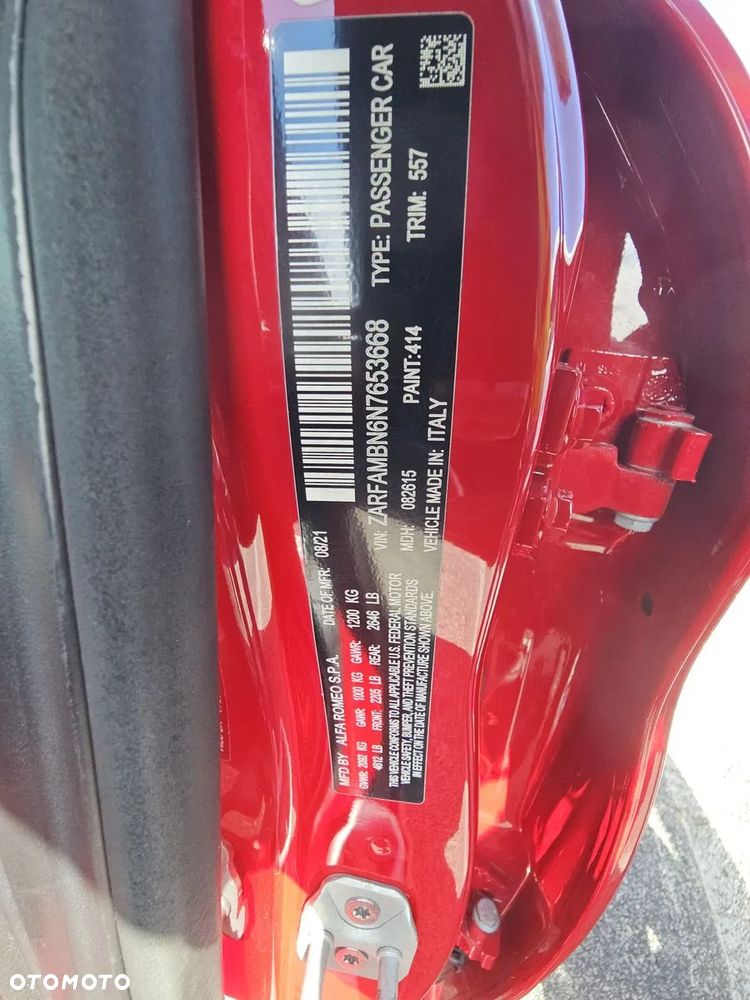 MFD BY ALFA ROMEO S.P.A. DATE OF MFR: 08/21
GVWR: 2092 KG GAWR: 1000 KG GAWR: 1200 KG
4612 LB FRONT: 2205 LB REAR: 2646 LB
THIS VEHICLE CONFORMS TO ALL APPLICABLE U.S. FEDERAL MOTOR
VEHICLE SAFETY, BUMPER, AND THEFT PREVENTION STANDARDS
IN EFFECT ON THE DATE OF MANUFACTURE SHOWN ABOVE.
VIN: ZARFAMBN6N7653668 TYPE: PASSENGER CAR
MDH: 082615 PAINT:414 TRIM: 557
VEHICLE MADE IN: ITALY
OTOMOTO